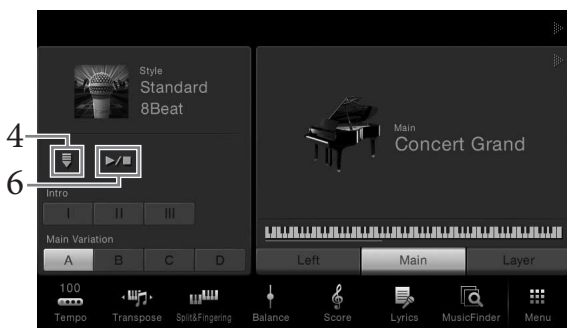 Style
Standard
8Beat
4
6
Intro
I II III
Main Variation
A B C D
Main
Concert Grand
Left Main Layer
100
Tempo Transpose Split&Fingering Balance Score Lyrics MusicFinder Menu